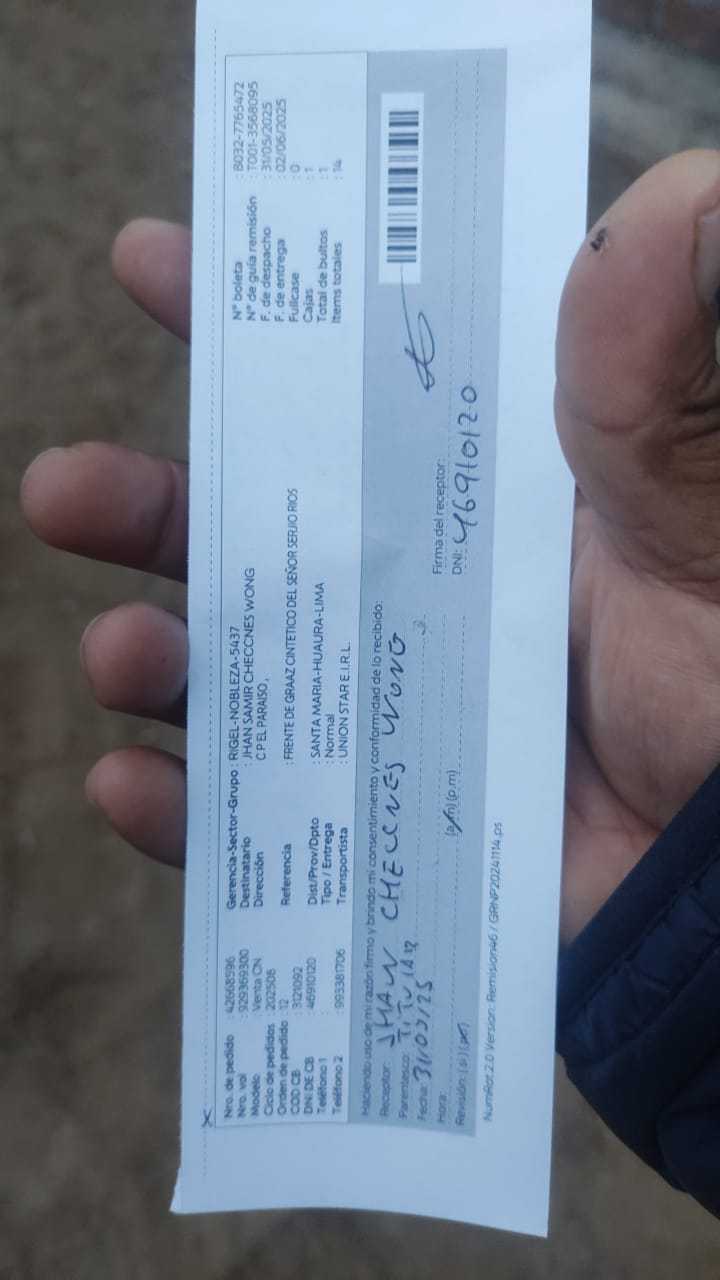 Nro. de pedido : 42668596
Nro. vol : 929369300
Modelo : Venta CN
Ciclo de pedidos : 202508
Orden de pedido : 12
COD CB : 3121092
DNI: DE CB : 46910120
Teléfono 1 :
Teléfono 2 : 993381706
Gerencia-Sector-Grupo : RIGEL-NOBLEZA-5437
Destinatario : JHAN SAMIR CHECCNES WONG
Dirección C P EL PARAISO ,
Referencia : FRENTE DE GRAAZ CINTETICO DEL SEÑOR SERJIO RIOS
Dist/Prov/Dpto : SANTA MARIA-HUAURA-LIMA
Tipo / Entrega : Normal
Transportista : UNION STAR E.I.R.L.
N° boleta : B032-7765472
N° de guía remisión : T001-3568095
F. de despacho : 31/05/2025
F. de entrega : 02/06/2025
Fullcase : 0
Cajas : 1
Total de bultos : 1
Items totales : 14
Haciendo uso de mi razón firmo y brindo mi consentimiento y conformidad de lo recibido:
Receptor: JHAN CHECCNES WONG
Parentesco: TITULAR
Fecha: 31/05/25
Hora: (a.m) (p.m)
Revisión: (si) (no)
Firma del receptor:
DNI: 46910120
Numérot 2.0 Version: Remision46 / GRNP20241114.ps